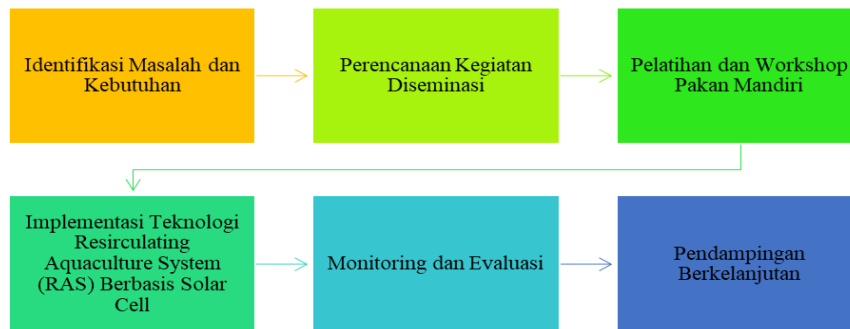 Identifikasi Masalah dan
Kebutuhan
Perencanaan Kegiatan
Diseminasi
Pelatihan dan Workshop
Pakan Mandiri
Implementasi Teknologi
Resirculating
Aquaculture System
(RAS) Berbasis Solar
Cell
Monitoring dan Evaluasi
Pendampingan
Berkelanjutan